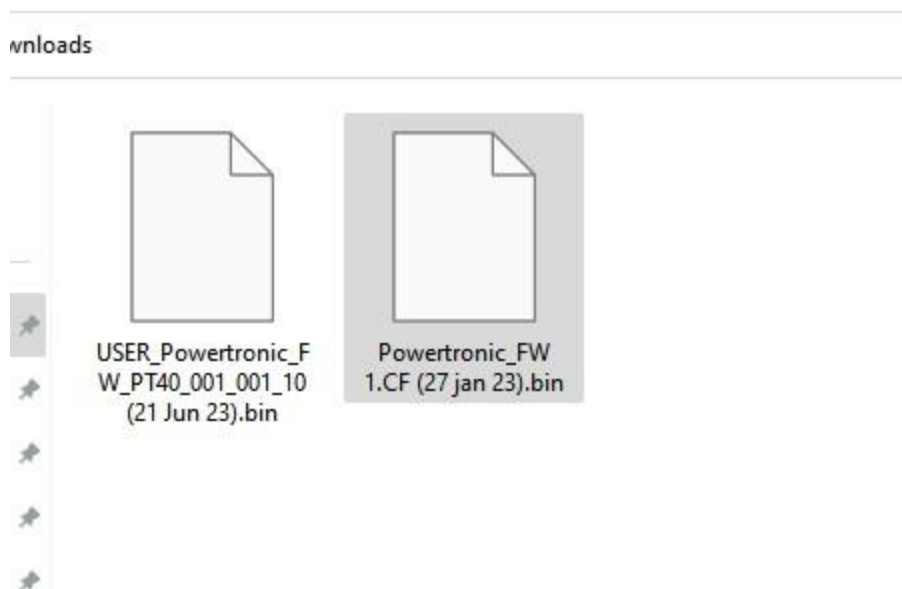 wnloads
USER_Powertronic_F
W_PT40_001_001_10
(21 Jun 23).bin
Powertronic_FW
1.CF (27 jan 23).bin